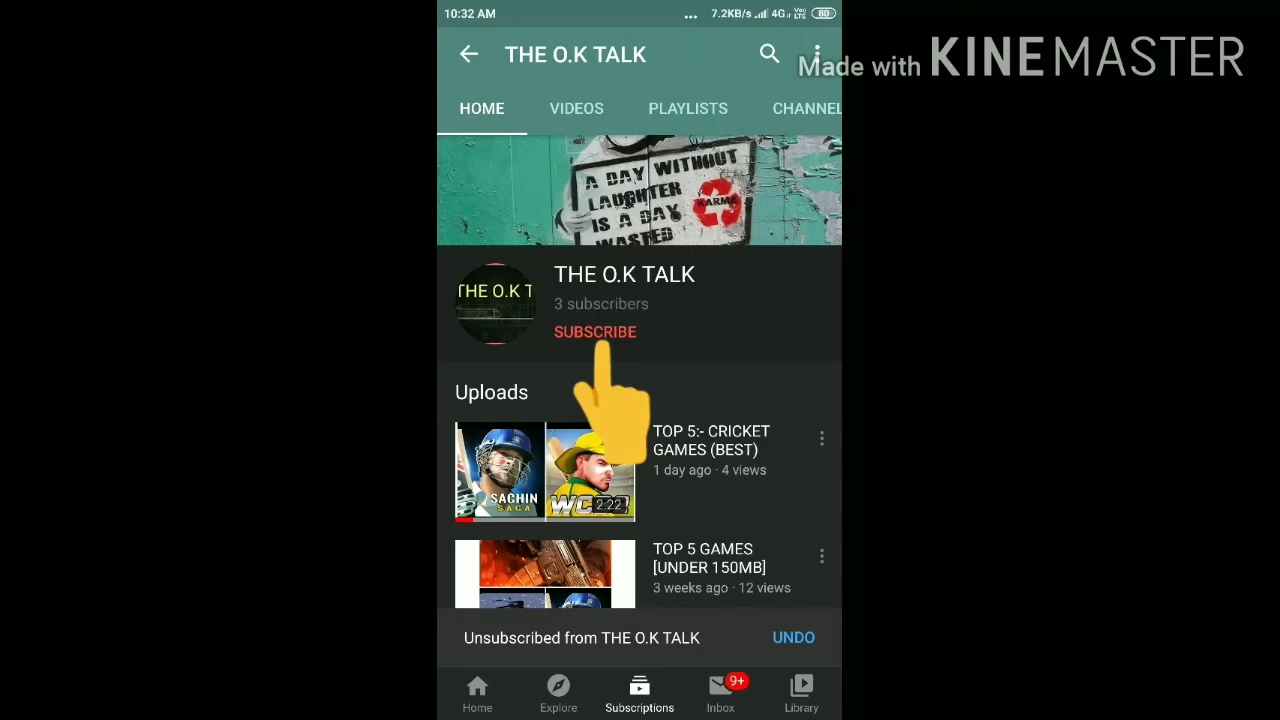 10:32 AM
7.2KB/s 4G VoLTE 80
THE O.K TALK
Made with KINEMASTER
HOME VIDEOS PLAYLISTS CHANNEL
A DAY WITHOUT
LAUGHTER
IS A DAY
WASTED
KARMA
THE O.K T
THE O.K TALK
3 subscribers
SUBSCRIBE
Uploads
SACHIN
SAGA
WC
2:22
TOP 5:- CRICKET
GAMES (BEST)
1 day ago · 4 views
TOP 5 GAMES
[UNDER 150MB]
3 weeks ago · 12 views
Unsubscribed from THE O.K TALK UNDO
9+
Home Explore Subscriptions Inbox Library